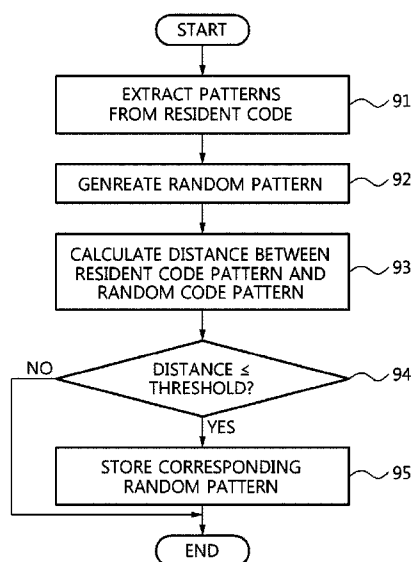 START
EXTRACT PATTERNS
FROM RESIDENT CODE
91
GENREATE RANDOM PATTERN
92
CALCULATE DISTANCE BETWEEN
RESIDENT CODE PATTERN AND
RANDOM CODE PATTERN
93
DISTANCE ≤
THRESHOLD?
94
NO
YES
STORE CORRESPONDING
RANDOM PATTERN
95
END